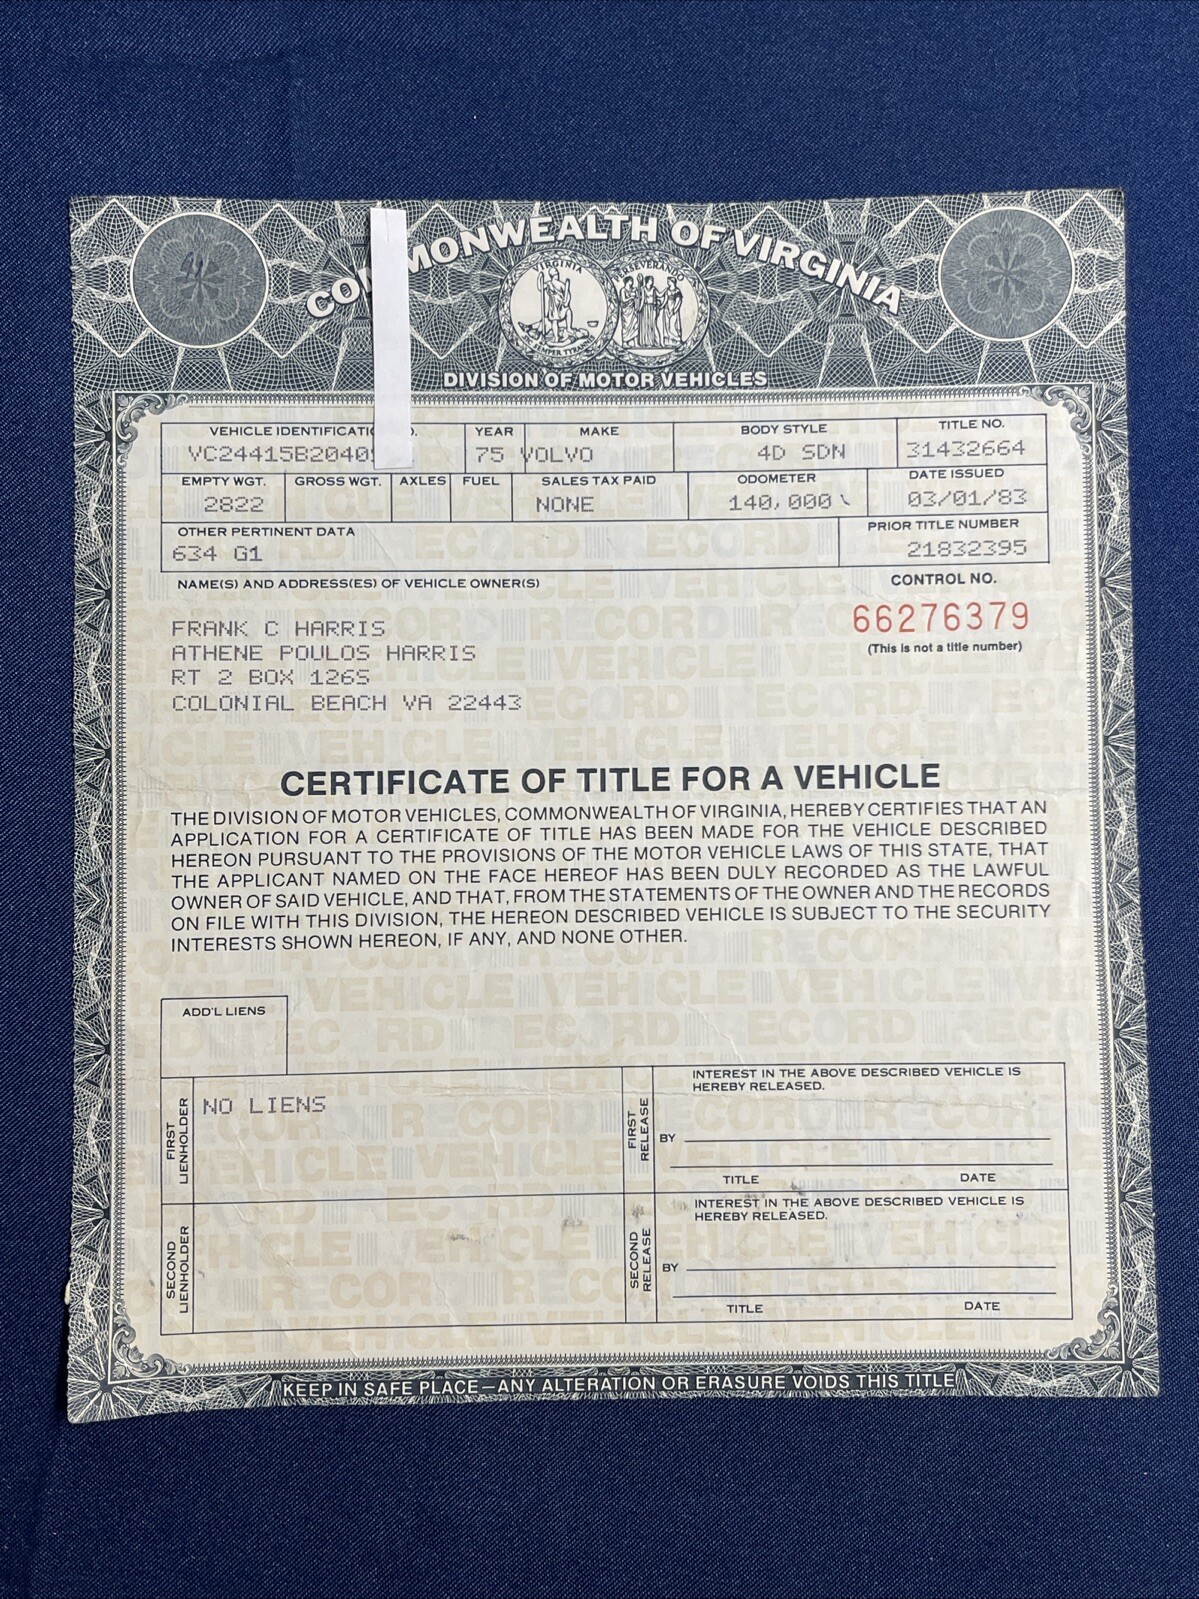 COMMONWEALTH OF VIRGINIA
VIRGINIA
PERSEVERANDO
DIVISION OF MOTOR VEHICLES
VEHICLE IDENTIFICATI
YEAR
MAKE
BODY STYLE
TITLE NO.
VC24415B2040
75
VOLVO
4D SDN
31432664
EMPTY WGT.
GROSS WGT.
AXLES
FUEL
SALES TAX PAID
ODOMETER
DATE ISSUED
2822
NONE
140,000
03/01/83
OTHER PERTINENT DATA
PRIOR TITLE NUMBER
634 G1
21832395
NAME(S) AND ADDRESS(ES) OF VEHICLE OWNER(S)
CONTROL NO.
66276379
(This is not a title number)
FRANK C HARRIS
ATHENE POULOS HARRIS
RT 2 BOX 126S
COLONIAL BEACH VA 22443
CERTIFICATE OF TITLE FOR A VEHICLE
THE DIVISION OF MOTOR VEHICLES, COMMONWEALTH OF VIRGINIA, HEREBY CERTIFIES THAT AN
APPLICATION FOR A CERTIFICATE OF TITLE HAS BEEN MADE FOR THE VEHICLE DESCRIBED
HEREON PURSUANT TO THE PROVISIONS OF THE MOTOR VEHICLE LAWS OF THIS STATE, THAT
THE APPLICANT NAMED ON THE FACE HEREOF HAS BEEN DULY RECORDED AS THE LAWFUL
OWNER OF SAID VEHICLE, AND THAT, FROM THE STATEMENTS OF THE OWNER AND THE RECORDS
ON FILE WITH THIS DIVISION, THE HEREON DESCRIBED VEHICLE IS SUBJECT TO THE SECURITY
INTERESTS SHOWN HEREON, IF ANY, AND NONE OTHER.
ADD'L LIENS
FIRST LIENHOLDER
NO LIENS
FIRST RELEASE
INTEREST IN THE ABOVE DESCRIBED VEHICLE IS
HEREBY RELEASED.
BY
TITLE
DATE
SECOND LIENHOLDER
SECOND RELEASE
INTEREST IN THE ABOVE DESCRIBED VEHICLE IS
HEREBY RELEASED.
BY
TITLE
DATE
KEEP IN SAFE PLACE—ANY ALTERATION OR ERASURE VOIDS THIS TITLE